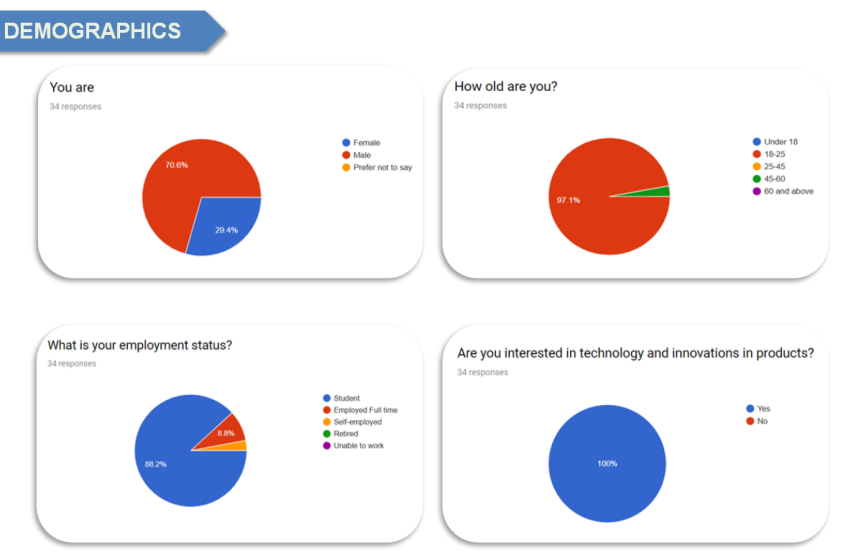 DEMOGRAPHICS
You are
34 responses
70.6%
29.4%
Female
Male
Prefer not to say
How old are you?
34 responses
97.1%
Under 18
18-25
25-45
45-60
60 and above
What is your employment status?
34 responses
88.2%
8.8%
Student
Employed Full time
Self-employed
Retired
Unable to work
Are you interested in technology and innovations in products?
34 responses
100%
Yes
No